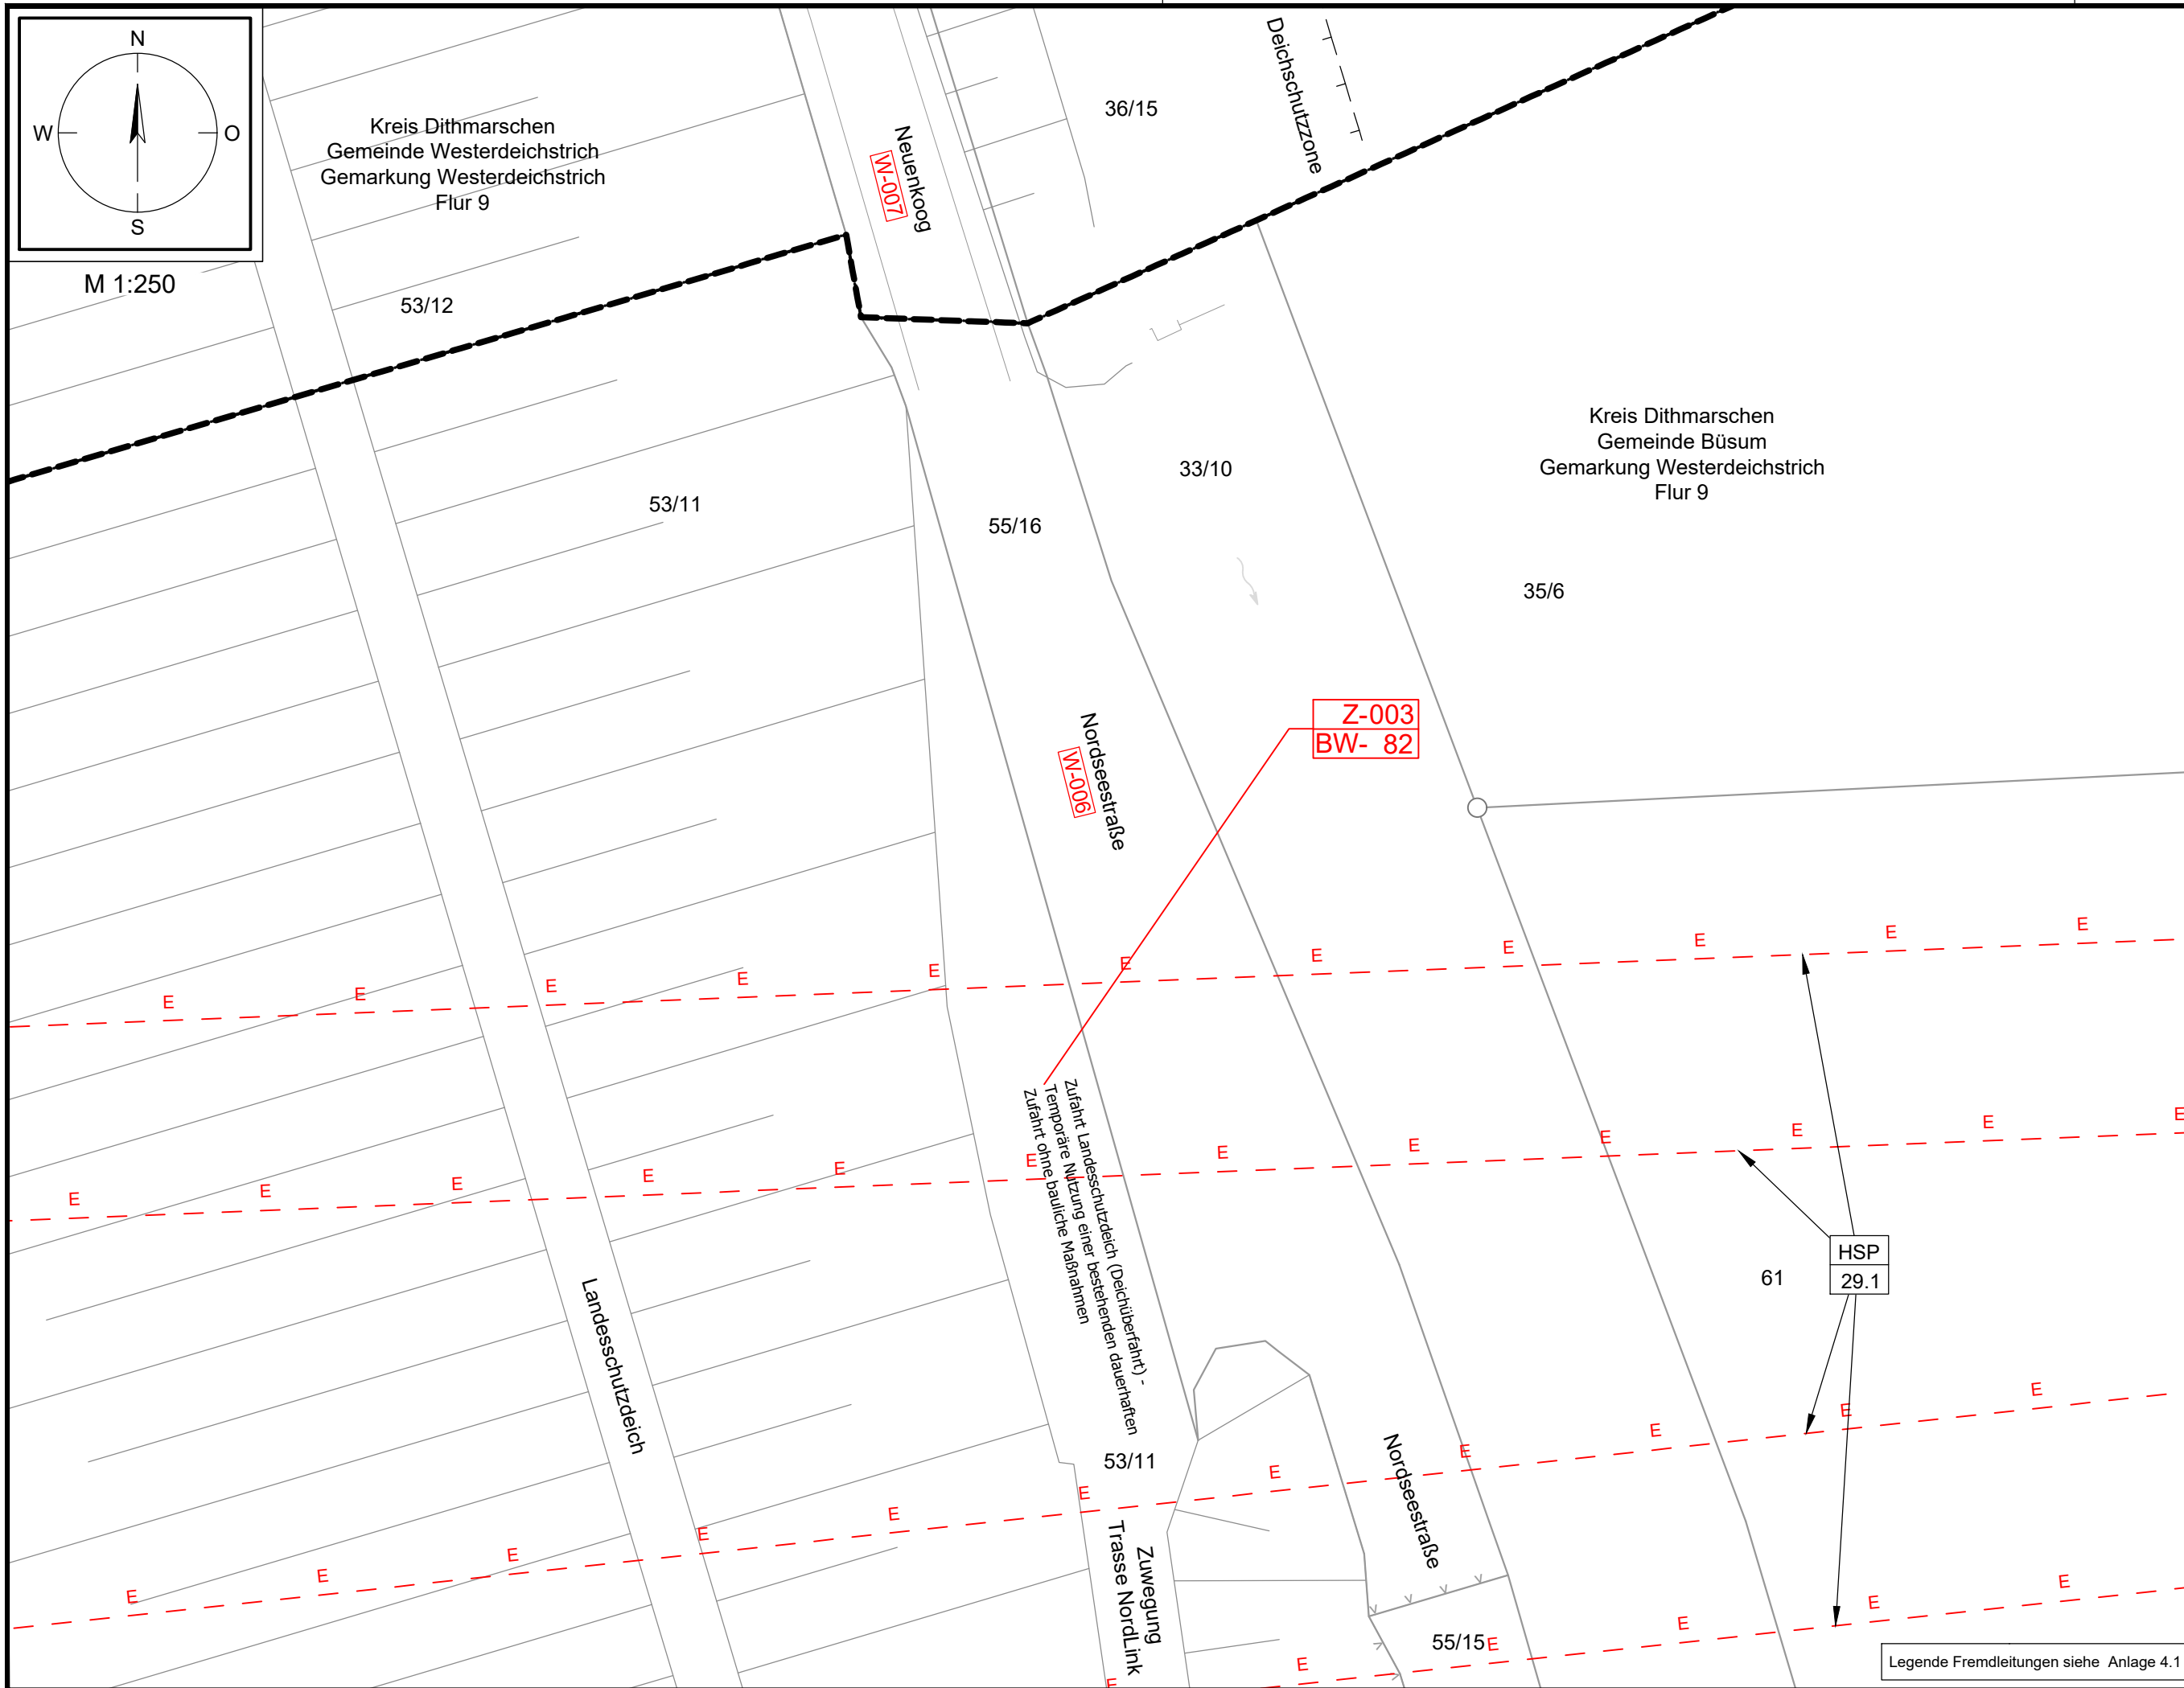 N
W
O
S
M 1:250
Kreis Dithmarschen
Gemeinde Westerdeichstrich
Gemarkung Westerdeichstrich
Flur 9
53/12
Neuenkoog
W-007
36/15
Deichschutzzone
Kreis Dithmarschen
Gemeinde Büsum
Gemarkung Westerdeichstrich
Flur 9
53/11
55/16
33/10
35/6
Nordseestraße
W-006
Z-003
BW- 82
E E E E E E E E E E E
Zufahrt Landesschutzdeich (Deichüberfahrt) -
Temporäre Nutzung einer bestehenden dauerhaften
Zufahrt ohne bauliche Maßnahmen
E E E E E E E E E E E E
HSP
29.1
61
Landesschutzdeich
53/11
Nordseestraße
E E E E E E E E E E E
Zuwegung
Trasse NordLink
55/15
E E E E E E
Legende Fremdleitungen siehe Anlage 4.1